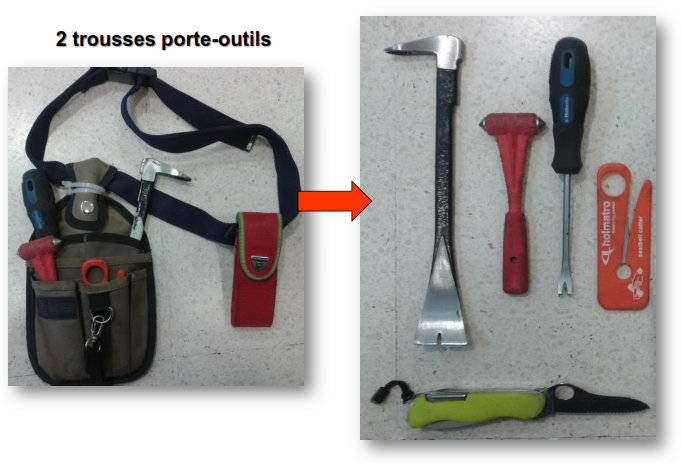 2 trousses porte-outils
holmatro
seatbelt cutter